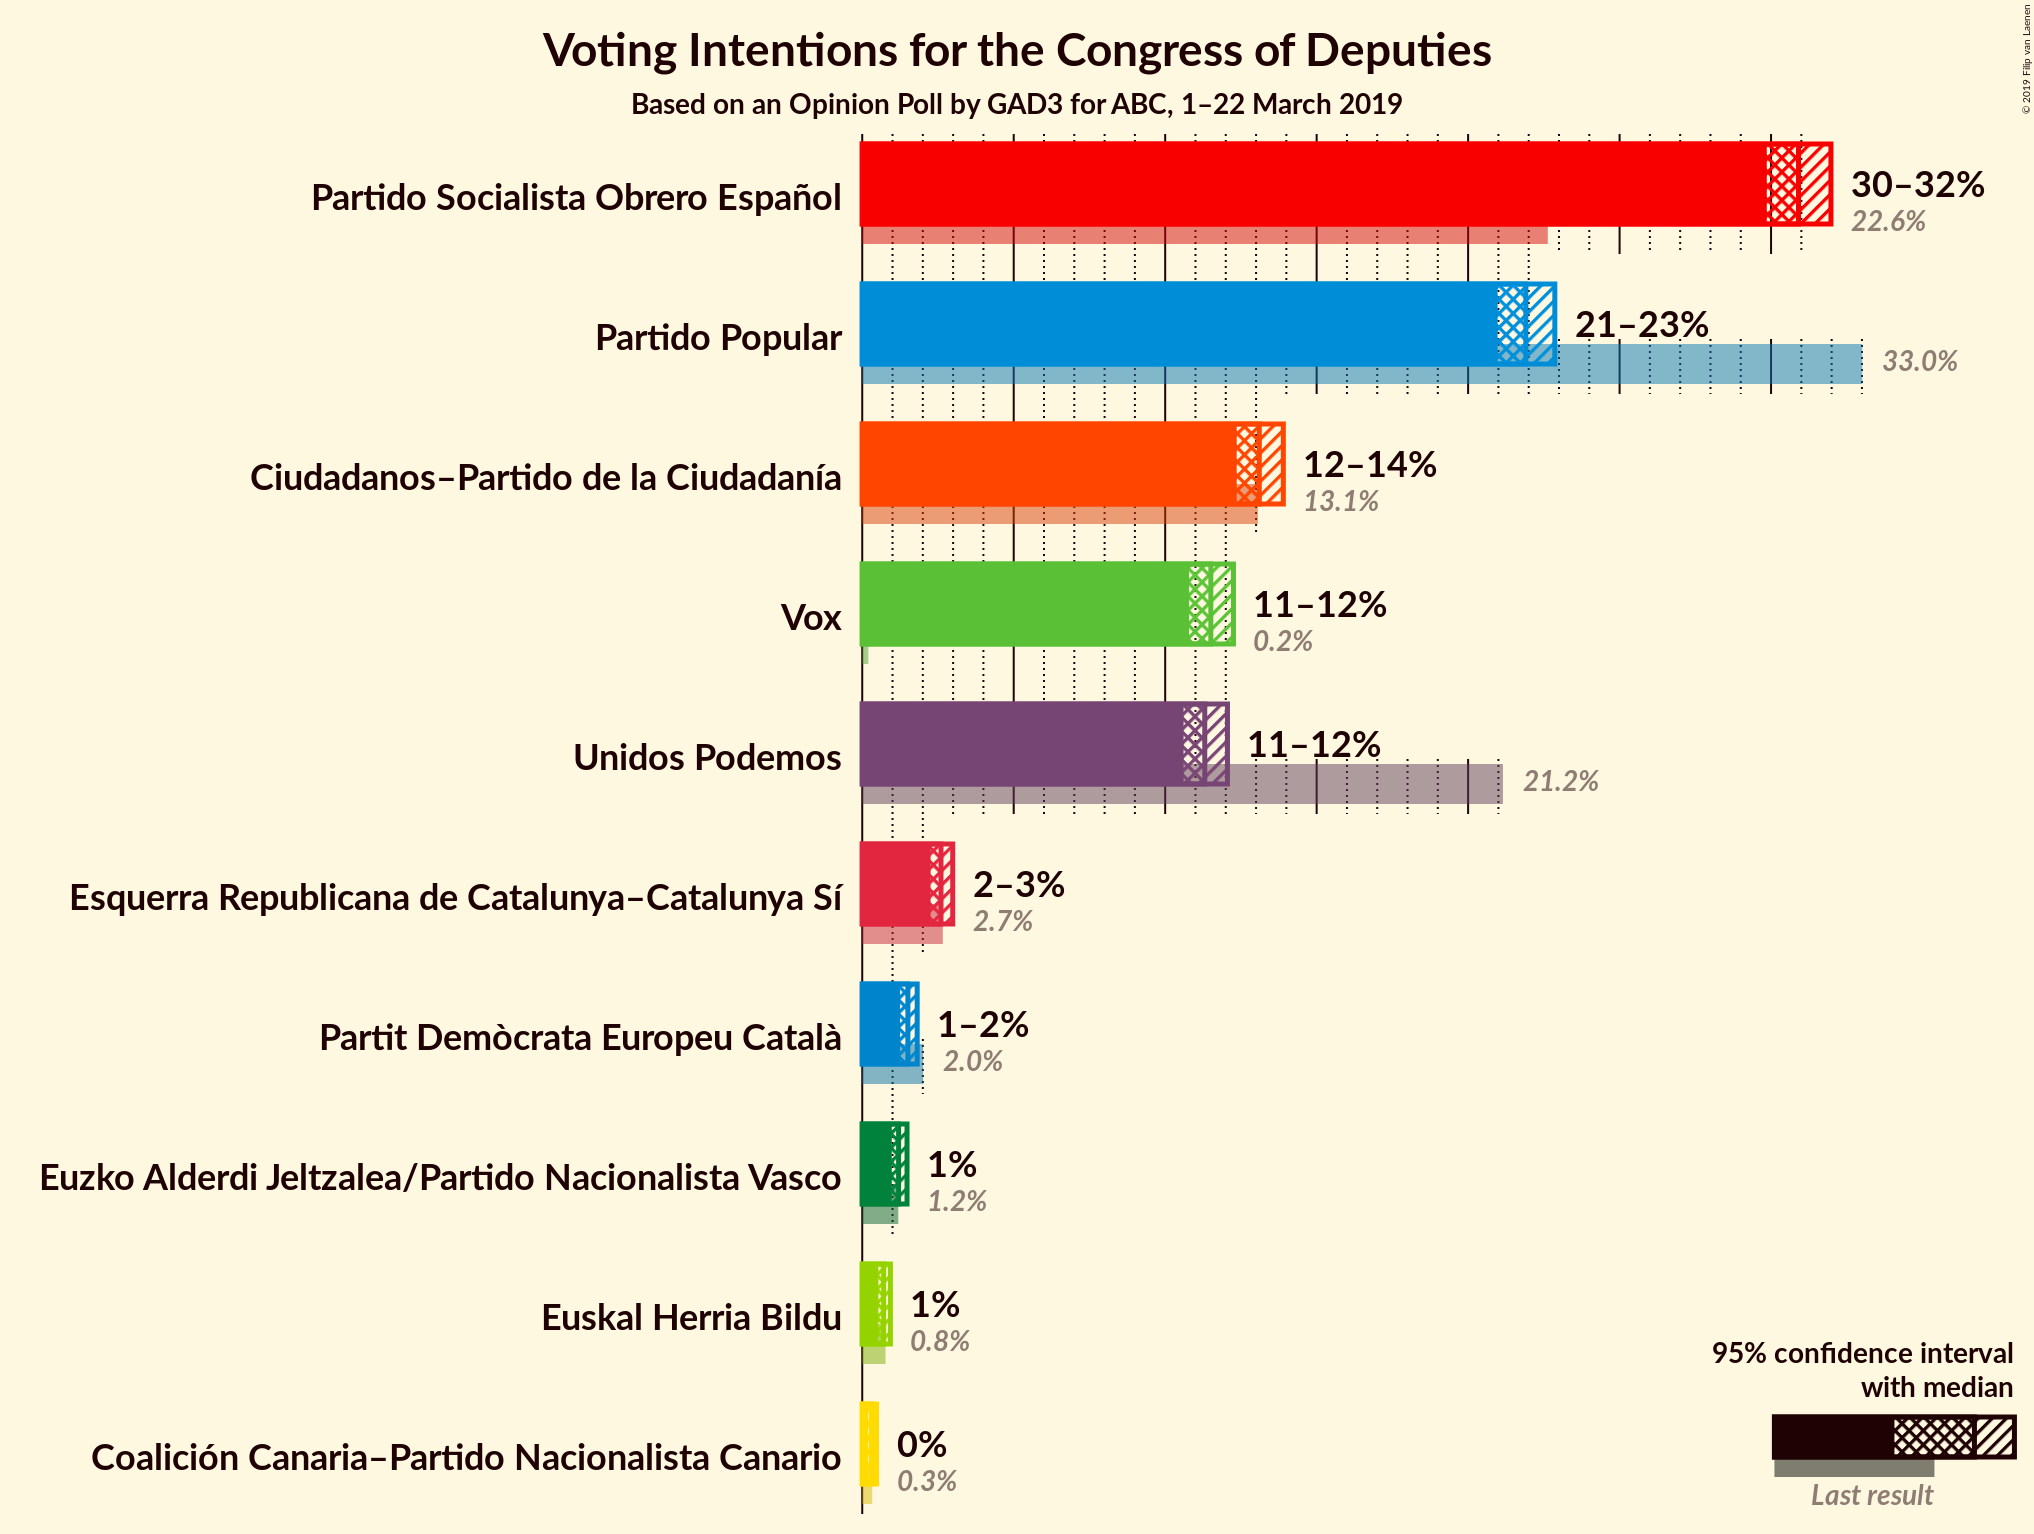 Voting Intentions for the Congress of Deputies
Based on an Opinion Poll by GAD3 for ABC, 1–22 March 2019
© 2019 Filip van Laenen
Partido Socialista Obrero Español
30–32%
22.6%
Partido Popular
21–23%
33.0%
Ciudadanos–Partido de la Ciudadanía
12–14%
13.1%
Vox
11–12%
0.2%
Unidos Podemos
11–12%
21.2%
Esquerra Republicana de Catalunya–Catalunya Sí
2–3%
2.7%
Partit Demòcrata Europeu Català
1–2%
2.0%
Euzko Alderdi Jeltzalea/Partido Nacionalista Vasco
1%
1.2%
Euskal Herria Bildu
1%
0.8%
Coalición Canaria–Partido Nacionalista Canario
0%
0.3%
95% confidence interval
with median
Last result